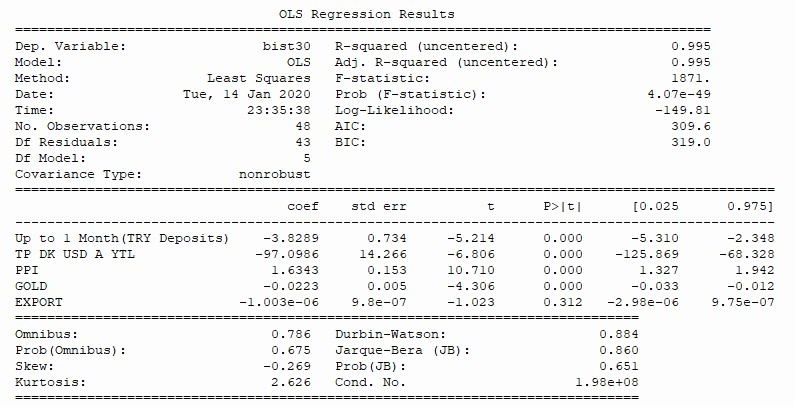 OLS Regression Results
==============================================================================
Dep. Variable: bist30 R-squared (uncentered): 0.995
Model: OLS Adj. R-squared (uncentered): 0.995
Method: Least Squares F-statistic: 1871.
Date: Tue, 14 Jan 2020 Prob (F-statistic): 4.07e-49
Time: 23:35:38 Log-Likelihood: -149.81
No. Observations: 48 AIC: 309.6
Df Residuals: 43 BIC: 319.0
Df Model: 5
Covariance Type: nonrobust
==============================================================================
coef std err t P>|t| [0.025 0.975]
------------------------------------------------------------------------------
Up to 1 Month(TRY Deposits) -3.8289 0.734 -5.214 0.000 -5.310 -2.348
TP DK USD A YTL -97.0986 14.266 -6.806 0.000 -125.869 -68.328
PPI 1.6343 0.153 10.710 0.000 1.327 1.942
GOLD -0.0223 0.005 -4.306 0.000 -0.033 -0.012
EXPORT -1.003e-06 9.8e-07 -1.023 0.312 -2.98e-06 9.75e-07
==============================================================================
Omnibus: 0.786 Durbin-Watson: 0.884
Prob(Omnibus): 0.675 Jarque-Bera (JB): 0.860
Skew: -0.269 Prob(JB): 0.651
Kurtosis: 2.626 Cond. No. 1.98e+08
==============================================================================